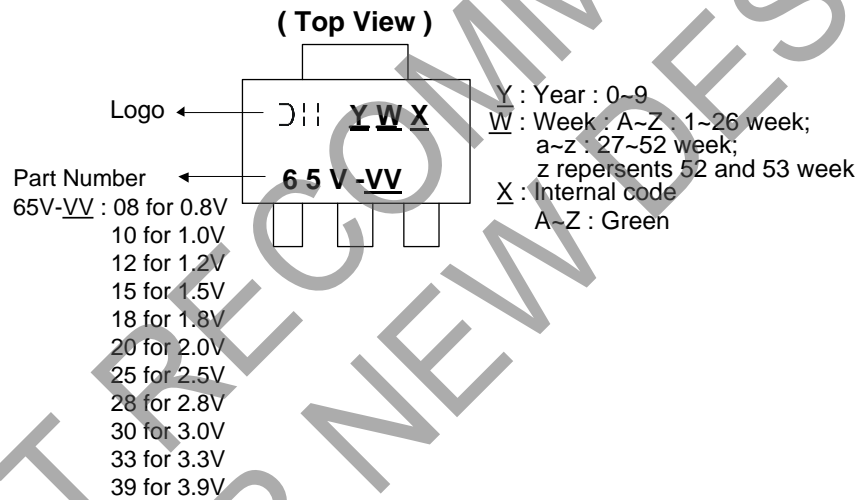 ( Top View )
Logo
Y W X
Y : Year : 0~9
W : Week : A~Z : 1~26 week;
a~z : 27~52 week;
z repersents 52 and 53 week
X : Internal code
A~Z : Green
Part Number
6 5 V -VV
65V-VV : 08 for 0.8V
10 for 1.0V
12 for 1.2V
15 for 1.5V
18 for 1.8V
20 for 2.0V
25 for 2.5V
28 for 2.8V
30 for 3.0V
33 for 3.3V
39 for 3.9V